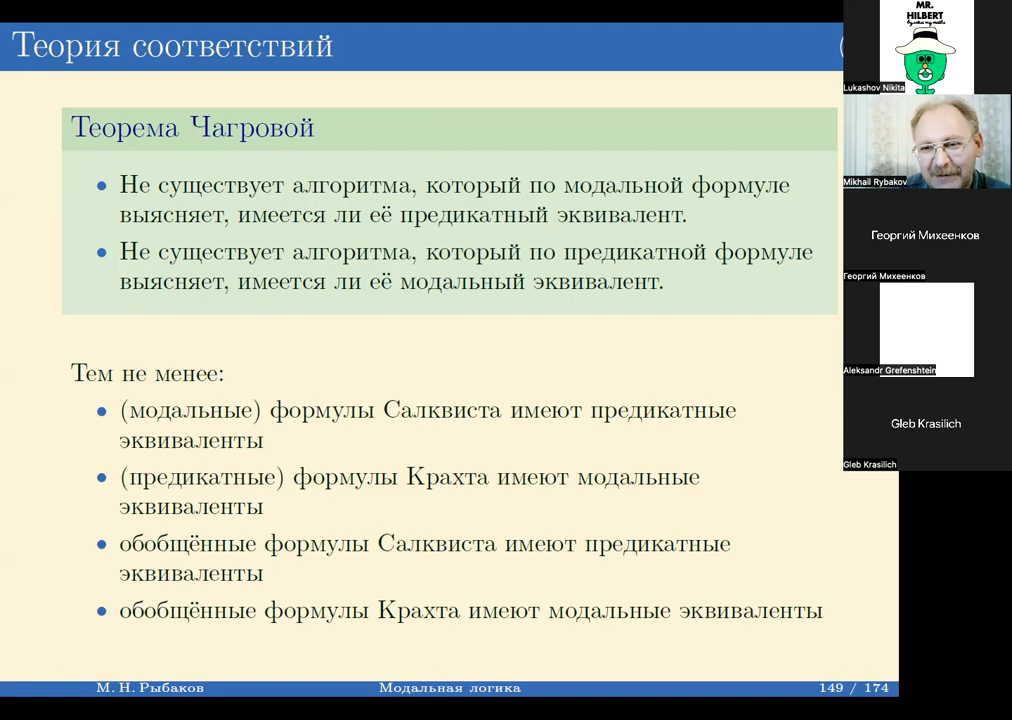 Теория соответствий
Теорема Чагровой
• Не существует алгоритма, который по модальной формуле
выясняет, имеется ли её предикатный эквивалент.
• Не существует алгоритма, который по предикатной формуле
выясняет, имеется ли её модальный эквивалент.
Тем не менее:
• (модальные) формулы Салквиста имеют предикатные
эквиваленты
• (предикатные) формулы Крахта имеют модальные
эквиваленты
• обобщённые формулы Салквиста имеют предикатные
эквиваленты
• обобщённые формулы Крахта имеют модальные эквиваленты
М. Н. Рыбаков
Модальная логика
149 / 174
MR.
HILBERT
Lukashov Nikita
Mikhail Rybakov
Георгий Михеенков
Георгий Михеенков
Aleksandr Grefenshtein
Gleb Krasilich
Gleb Krasilich